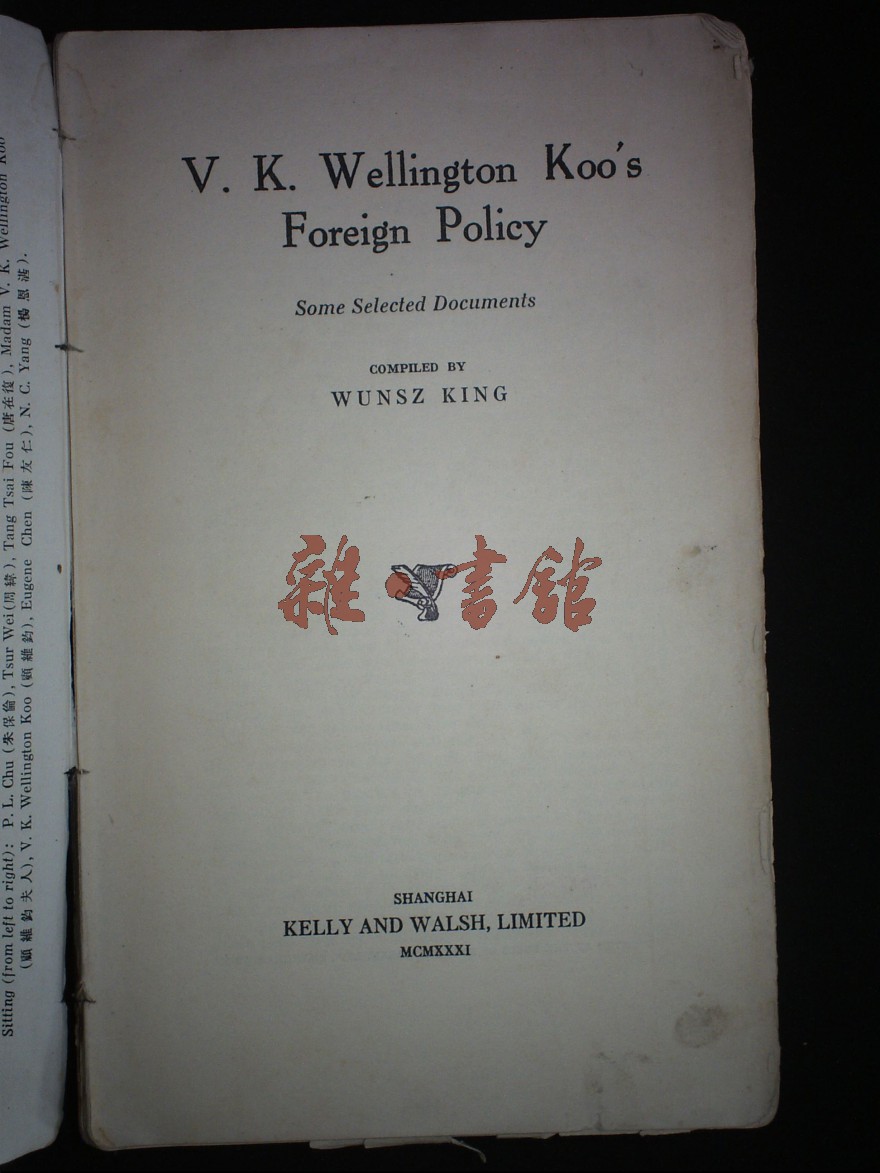 Sitting (from left to right): P. L. Chu (朱保倫), Tsur Wei (周緯), Tang Tsai Fou (唐在復), Madam V. K. Wellington Koo
(顧維鈞夫人), V. K. Wellington Koo (顧維鈞), Eugene Chen (陳友仁), N. C. Yang (楊恩湛).
V. K. Wellington Koo's
Foreign Policy
Some Selected Documents
COMPILED BY
WUNSZ KING
雜·書館
SHANGHAI
KELLY AND WALSH, LIMITED
MCMXXXI